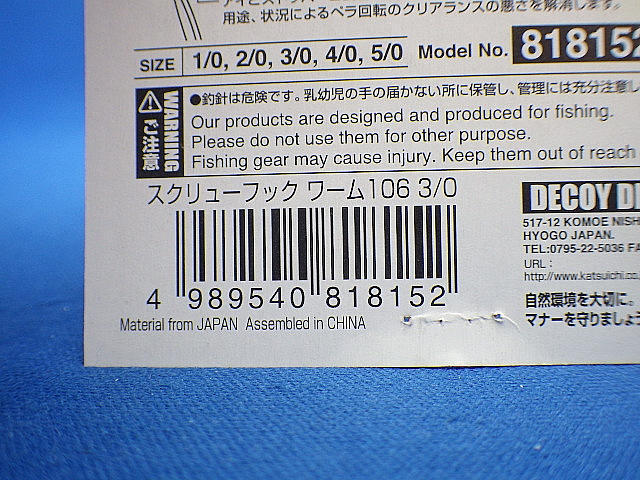 用途、状況によるベラ回転のクリアランスの悪さを解消します。
SIZE 1/0, 2/0, 3/0, 4/0, 5/0 Model No. 818152
WARNING ご注意
●釣針は危険です。乳幼児の手の届かない所に保管し、管理には充分注意し
Our products are designed and produced for fishing.
Please do not use them for other purpose.
Fishing gear may cause injury. Keep them out of reach
スクリューフック ワーム106 3/0
4 989540 818152
Material from JAPAN Assembled in CHINA
DECOY
517-12 KOMOE
HYOGO JAPAN.
TEL:0795-22-5036
URL :
http://www.katsuichi.co.
自然環境を大切に。
マナーを守りましょう